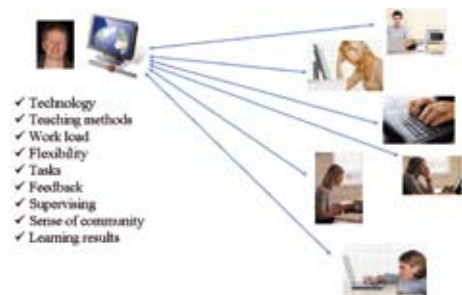 ✓ Technology
✓ Teaching methods
✓ Work load
✓ Flexibility
✓ Tasks
✓ Feedback
✓ Supervising
✓ Sense of community
✓ Learning results